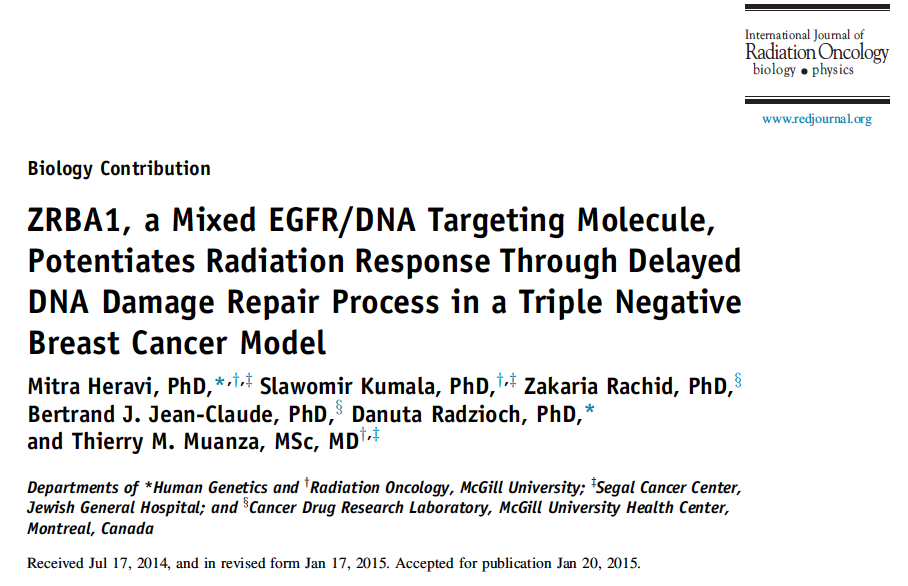 International Journal of
Radiation Oncology
biology • physics
www.redjournal.org
Biology Contribution
ZRBA1, a Mixed EGFR/DNA Targeting Molecule,
Potentiates Radiation Response Through Delayed
DNA Damage Repair Process in a Triple Negative
Breast Cancer Model
Mitra Heravi, PhD,*,†,‡ Slawomir Kumala, PhD,†,‡ Zakaria Rachid, PhD,§
Bertrand J. Jean-Claude, PhD,§ Danuta Radzioch, PhD,*
and Thierry M. Muanza, MSc, MD†,‡
Departments of *Human Genetics and †Radiation Oncology, McGill University; ‡Segal Cancer Center,
Jewish General Hospital; and §Cancer Drug Research Laboratory, McGill University Health Center,
Montreal, Canada
Received Jul 17, 2014, and in revised form Jan 17, 2015. Accepted for publication Jan 20, 2015.